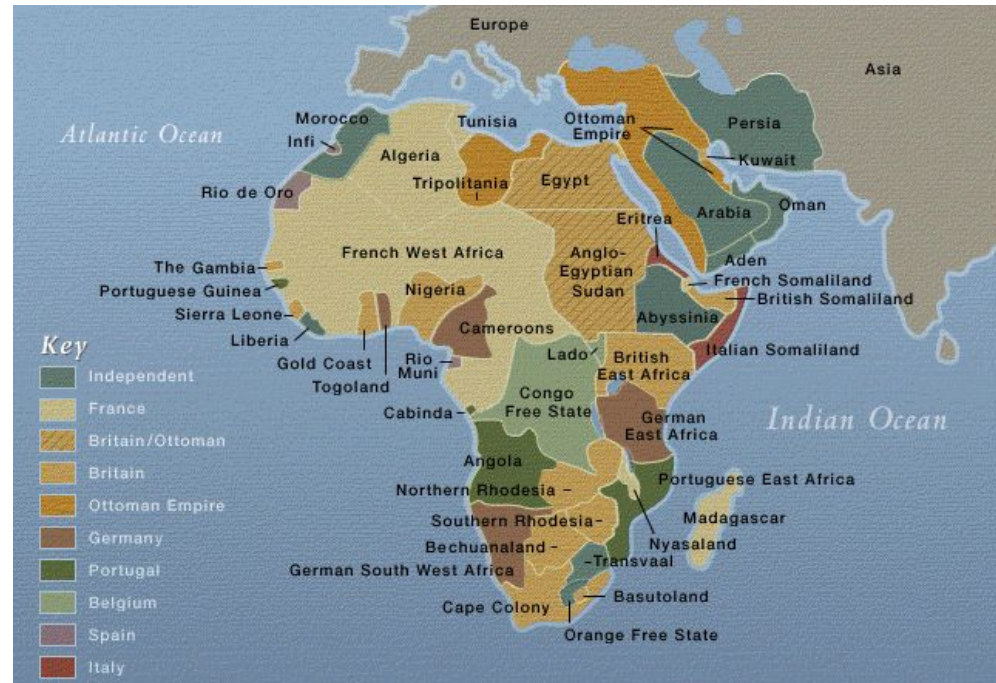 Europe
Asia
Atlantic Ocean
Morocco
Infi
Tunisia
Ottoman
Empire
Persia
Kuwait
Algeria
Rio de Oro
Tripolitania
Egypt
Arabia
Oman
Eritrea
Aden
French West Africa
Anglo-
Egyptian
Sudan
The Gambia
French Somaliland
Portuguese Guinea
Nigeria
British Somaliland
Sierra Leone
Abyssinia
Liberia
Cameroons
Lado
Italian Somaliland
Gold Coast
Togoland
Rio
Muni
British
East Africa
Cabinda
Congo
Free State
German
East Africa
Indian Ocean
Angola
Northern Rhodesia
Portuguese East Africa
Southern Rhodesia
Madagascar
Bechuanaland
Nyasaland
Transvaal
German South West Africa
Basutoland
Cape Colony
Orange Free State
Key
Independent
France
Britain/Ottoman
Britain
Ottoman Empire
Germany
Portugal
Belgium
Spain
Italy